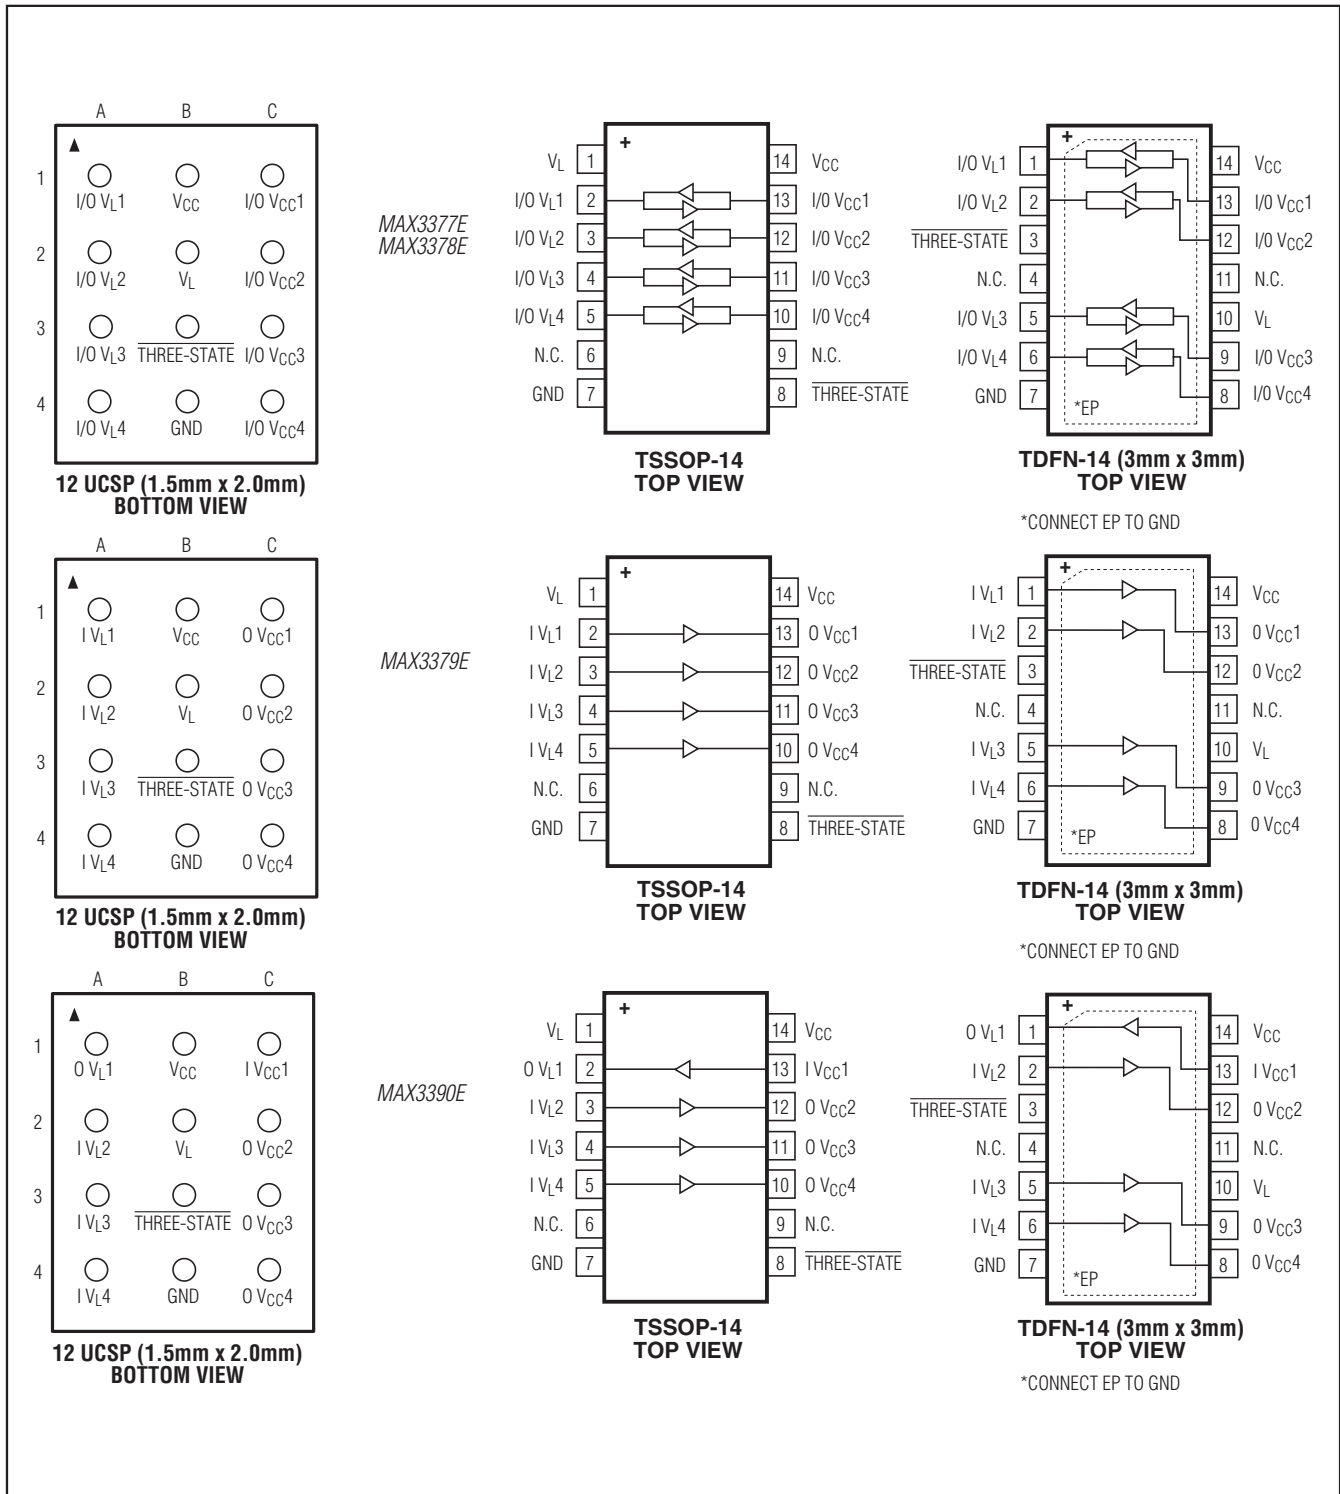 A B C
1 2 3 4
I/O VL1 VCC I/O VCC1
I/O VL2 VL I/O VCC2
I/O VL3 THREE-STATE I/O VCC3
I/O VL4 GND I/O VCC4
12 UCSP (1.5mm x 2.0mm)
BOTTOM VIEW
MAX3377E
MAX3378E
+
VL 1 14 VCC
I/O VL1 2 13 I/O VCC1
I/O VL2 3 12 I/O VCC2
I/O VL3 4 11 I/O VCC3
I/O VL4 5 10 I/O VCC4
N.C. 6 9 N.C.
GND 7 8 THREE-STATE
TSSOP-14
TOP VIEW
+
I/O VL1 1 14 VCC
I/O VL2 2 13 I/O VCC1
THREE-STATE 3 12 I/O VCC2
N.C. 4 11 N.C.
I/O VL3 5 10 VL
I/O VL4 6 9 I/O VCC3
GND 7 8 I/O VCC4
*EP
TDFN-14 (3mm x 3mm)
TOP VIEW
*CONNECT EP TO GND
A B C
1 2 3 4
I VL1 VCC O VCC1
I VL2 VL O VCC2
I VL3 THREE-STATE O VCC3
I VL4 GND O VCC4
12 UCSP (1.5mm x 2.0mm)
BOTTOM VIEW
MAX3379E
+
VL 1 14 VCC
I VL1 2 13 O VCC1
I VL2 3 12 O VCC2
I VL3 4 11 O VCC3
I VL4 5 10 O VCC4
N.C. 6 9 N.C.
GND 7 8 THREE-STATE
TSSOP-14
TOP VIEW
+
I VL1 1 14 VCC
I VL2 2 13 O VCC1
THREE-STATE 3 12 O VCC2
N.C. 4 11 N.C.
I VL3 5 10 VL
I VL4 6 9 O VCC3
GND 7 8 O VCC4
*EP
TDFN-14 (3mm x 3mm)
TOP VIEW
*CONNECT EP TO GND
A B C
1 2 3 4
O VL1 VCC I VCC1
I VL2 VL O VCC2
I VL3 THREE-STATE O VCC3
I VL4 GND O VCC4
12 UCSP (1.5mm x 2.0mm)
BOTTOM VIEW
MAX3390E
+
VL 1 14 VCC
O VL1 2 13 I VCC1
I VL2 3 12 O VCC2
I VL3 4 11 O VCC3
I VL4 5 10 O VCC4
N.C. 6 9 N.C.
GND 7 8 THREE-STATE
TSSOP-14
TOP VIEW
+
O VL1 1 14 VCC
I VL2 2 13 I VCC1
THREE-STATE 3 12 O VCC2
N.C. 4 11 N.C.
I VL3 5 10 VL
I VL4 6 9 O VCC3
GND 7 8 O VCC4
*EP
TDFN-14 (3mm x 3mm)
TOP VIEW
*CONNECT EP TO GND